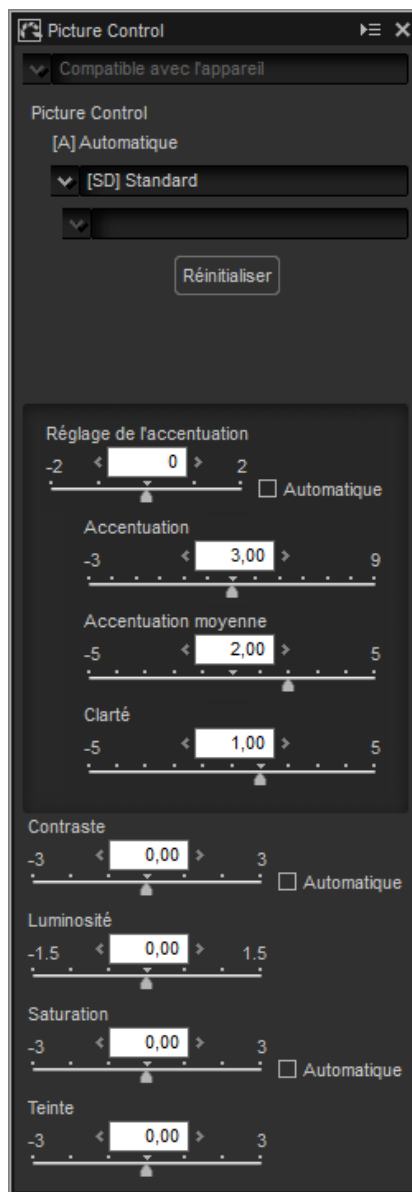 Picture Control
Compatible avec l'appareil
Picture Control
[A] Automatique
[SD] Standard
Réinitialiser
Réglage de l'accentuation
-2 0 2
Automatique
Accentuation
-3 3,00 9
Accentuation moyenne
-5 2,00 5
Clarté
-5 1,00 5
Contraste
-3 0,00 3
Automatique
Luminosité
-1.5 0,00 1.5
Saturation
-3 0,00 3
Automatique
Teinte
-3 0,00 3